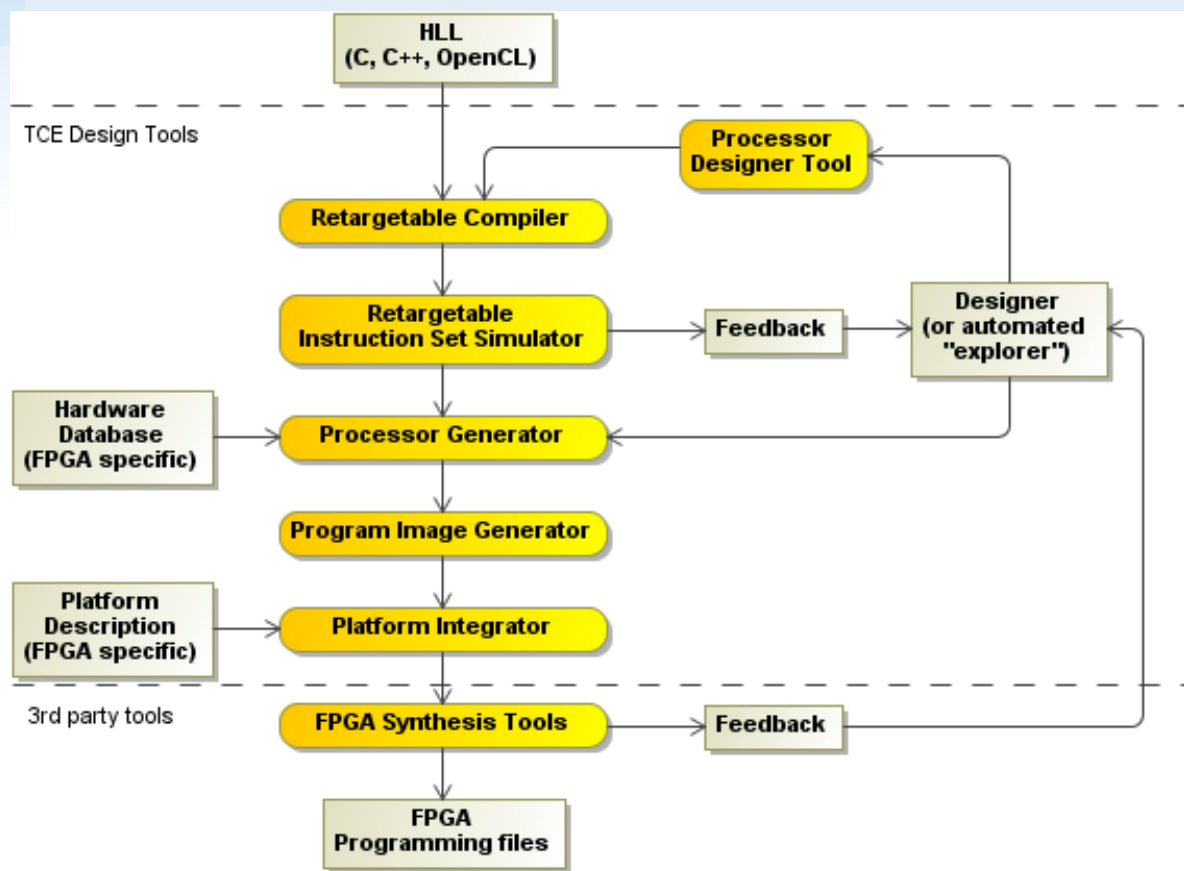 HLL
(C, C++, OpenCL)
TCE Design Tools
Processor
Designer Tool
Retargetable Compiler
Retargetable
Instruction Set Simulator
Feedback
Designer
(or automated
"explorer")
Hardware
Database
(FPGA specific)
Processor Generator
Program Image Generator
Platform
Description
(FPGA specific)
Platform Integrator
3rd party tools
FPGA Synthesis Tools
Feedback
FPGA
Programming files